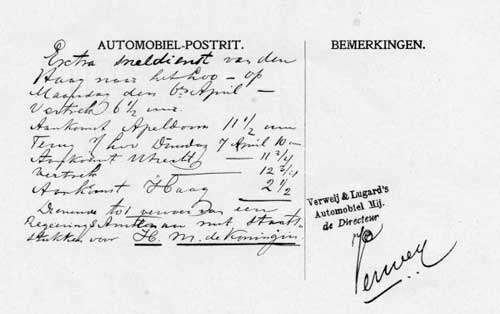 AUTOMOBIEL-POSTRIT.
Extra sneldienst van den
Haag naar het Loo – op
Maandag den 6en April –
Vertrek 6 1/2 uur.
Aankomst Apeldoorn 11 1/2 uur
Terug v/h Loo Dinsdag 7 April 10 –
Aankomst Utrecht – 11 3/4
Vertrek 12 3/4
Aankomst 'sHaag 2 1/2
Dienende tot vervoer van een
Regeerings Ambtenaar met staats-
stukken voor H. M. de Koningin.
BEMERKINGEN.
Verweij & Lugard's
Automobiel Mij.
de Directeur
Verweij